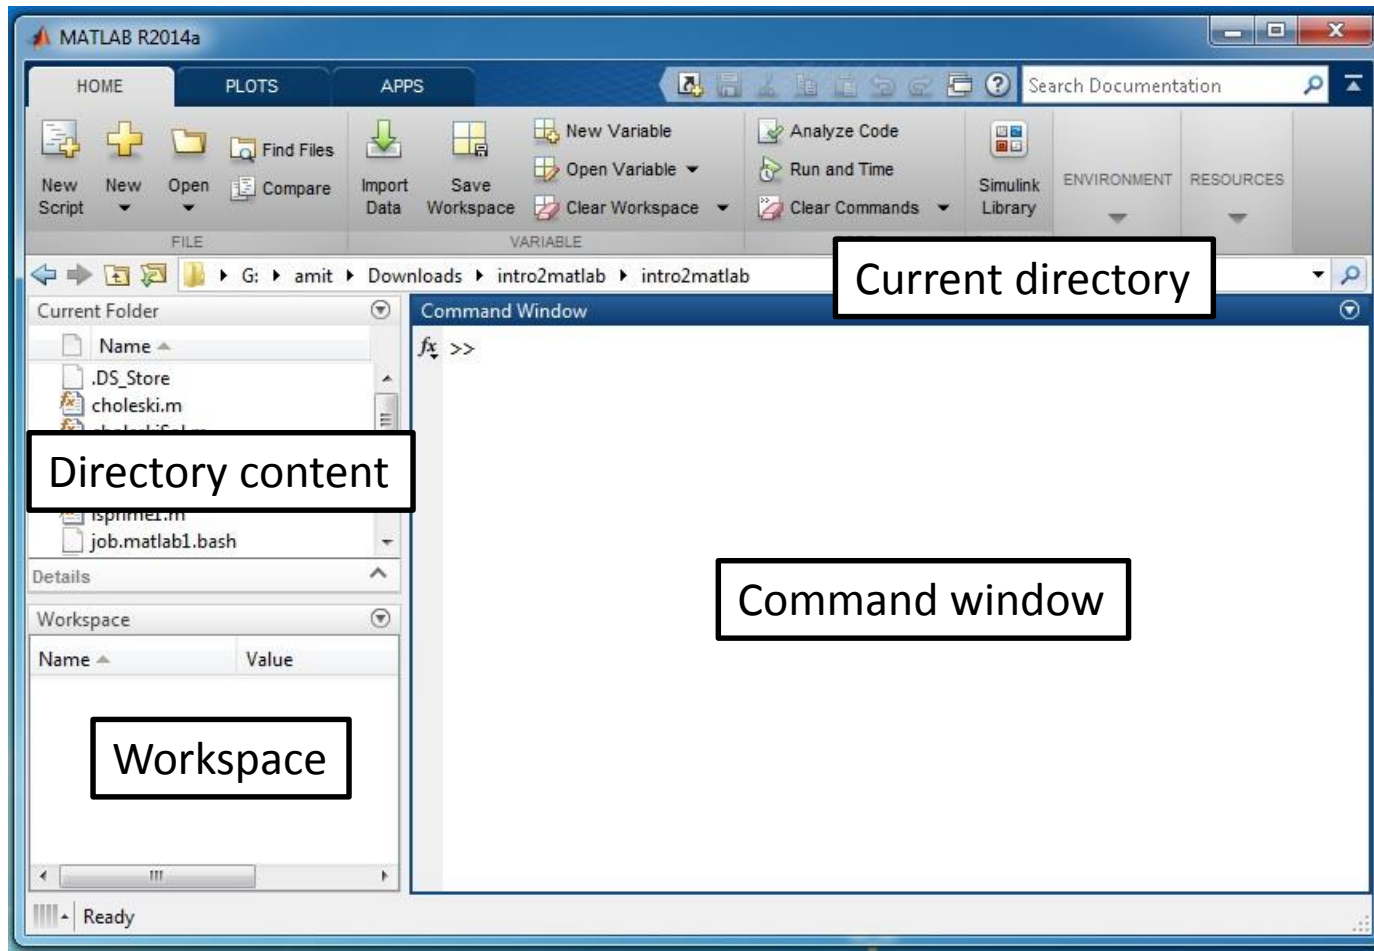 MATLAB R2014a
HOME PLOTS APPS Search Documentation
New Script New Open Find Files Compare
Import Data Save Workspace New Variable Open Variable Clear Workspace
Analyze Code Run and Time Clear Commands
Simulink Library ENVIRONMENT RESOURCES
FILE VARIABLE
G: amit Downloads intro2matlab intro2matlab
Current directory
Current Folder
Name
.DS_Store
choleski.m
Directory content
isprime1.m
job.matlab1.bash
Details
Workspace
Name Value
Workspace
Command Window
fx >>
Command window
Ready